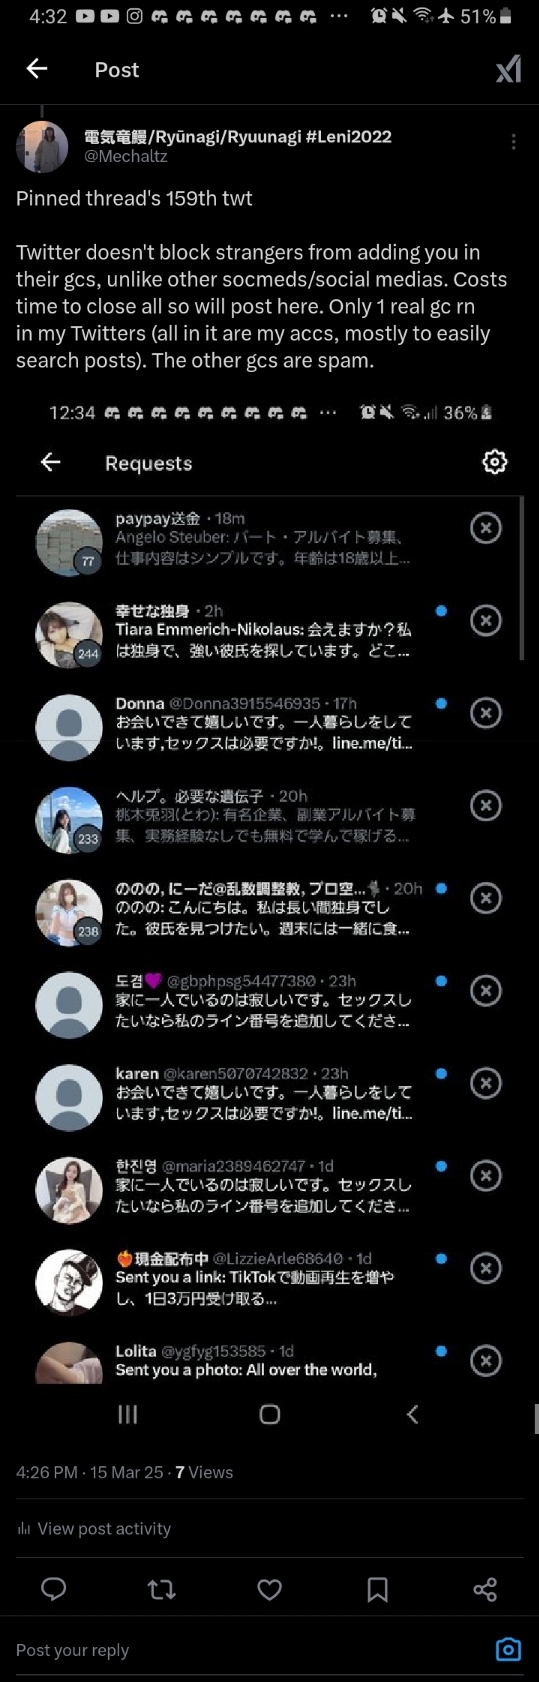 4:32 ... 51%
Post
電気竜鰻/Ryūnagi/Ryuunagi #Leni2022
@Mechaltz
Pinned thread's 159th twt
Twitter doesn't block strangers from adding you in
their gcs, unlike other socmeds/social medias. Costs
time to close all so will post here. Only 1 real gc rn
in my Twitters (all in it are my accs, mostly to easily
search posts). The other gcs are spam.
12:34 ... 36%
Requests
paypay送金 · 18m
Angelo Steuber: パート・アルバイト募集、
仕事内容はシンプルです。年齢は18歳以上...
77
幸せな独身 · 2h
Tiara Emmerich-Nikolaus: 会えますか？私
は独身で、強い彼氏を探しています。どこ...
244
Donna @Donna3915546935 · 17h
お会いできて嬉しいです。一人暮らしをして
います,セックスは必要ですか!。line.me/ti...
ヘルプ。必要な遺伝子 · 20h
桃木兎羽(とわ): 有名企業、副業アルバイト募
集、実務経験なしでも無料で学んで稼げる...
233
ののの, にーだ@乱数調整教, プロ空... · 20h
ののの: こんにちは。私は長い間独身でし
た。彼氏を見つけたい。週末には一緒に食...
238
도겸💜 @gbphpsg54477380 · 23h
家に一人でいるのは寂しいです。セックスし
たいなら私のライン番号を追加してくださ...
karen @karen5070742832 · 23h
お会いできて嬉しいです。一人暮らしをして
います,セックスは必要ですか!。line.me/ti...
한진영 @maria2389462747 · 1d
家に一人でいるのは寂しいです。セックスし
たいなら私のライン番号を追加してくださ...
❤️‍🔥現金配布中 @LizzieArle68640 · 1d
Sent you a link: TikTokで動画再生を増や
し、1日3万円受け取る...
Lolita @ygfyg153585 · 1d
Sent you a photo: All over the world,
4:26 PM · 15 Mar 25 · 7 Views
View post activity
Post your reply